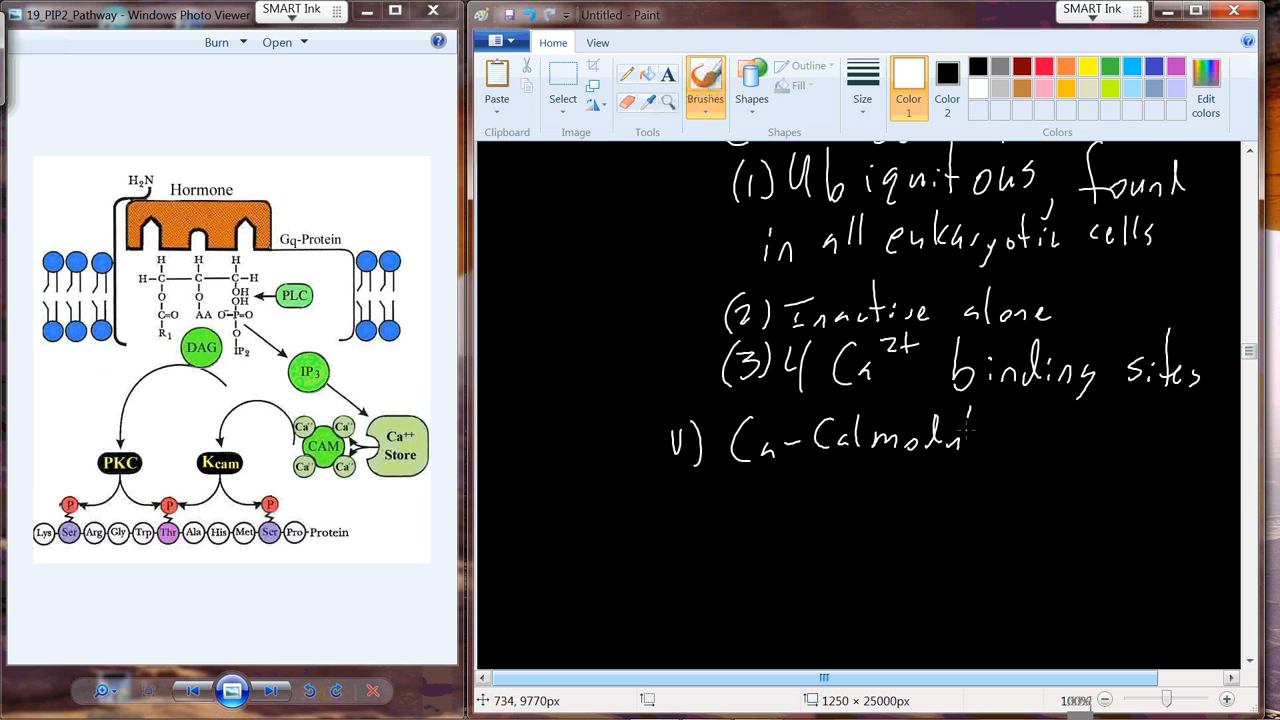 19_PIP2_Pathway - Windows Photo Viewer
SMART Ink
Burn
Open
H₂N
Hormone
Gq-Protein
H H H
H-C-C-C-H
O O OH
OH
C=O AA O⁻-P=O
R₁ O
IP₂
PLC
DAG
IP₃
Ca⁺⁺
Store
CAM
PKC
Kcam
P P P
Lys Ser Arg Gly Trp Thr Ala His Met Ser Pro-Protein
Untitled - Paint
SMART Ink
Home
View
Paste
Select
Brushes
Shapes
Outline
Fill
Size
Color
1
Color
2
Edit
colors
Clipboard
Image
Tools
Shapes
Colors
(1) Ubiquitous, found
in all eukaryotic cells
(2) Inactive alone
(3) 4 Ca²⁺ binding sites
v) Ca-Calmodu
734, 9770px
1250 × 25000px
100%